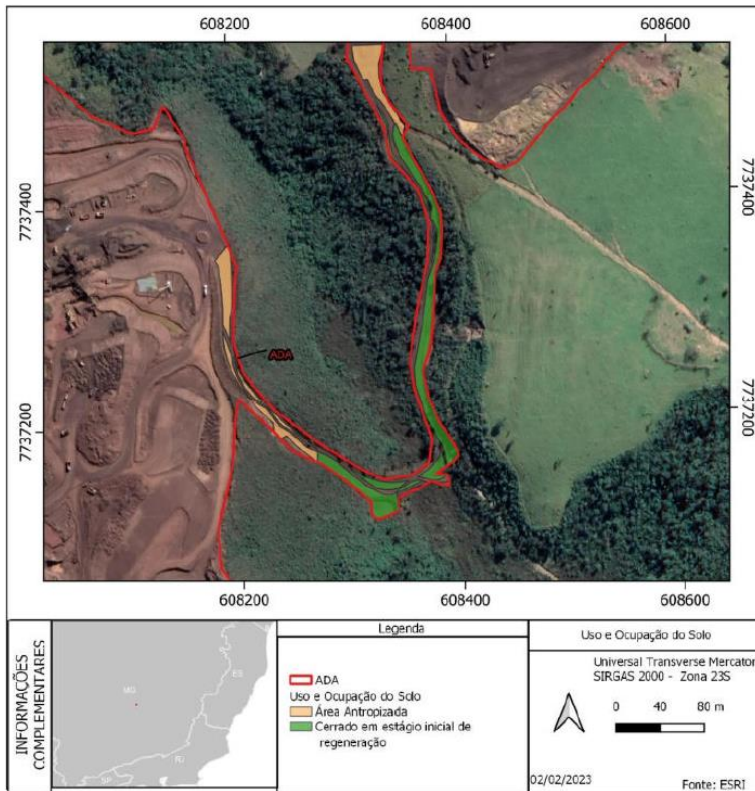 608200
608400
608600
7737400
7737400
ADA
7737200
7737200
608200
608400
608600
INFORMAÇÕES
COMPLEMENTARES
MG
ES
RJ
SP
Legenda
ADA
Uso e Ocupação do Solo
Área Antropizada
Cerrado em estágio inicial de
regeneração
Uso e Ocupação do Solo
Universal Transverse Mercator
SIRGAS 2000 - Zona 23S
0 40 80 m
02/02/2023
Fonte: ESRI